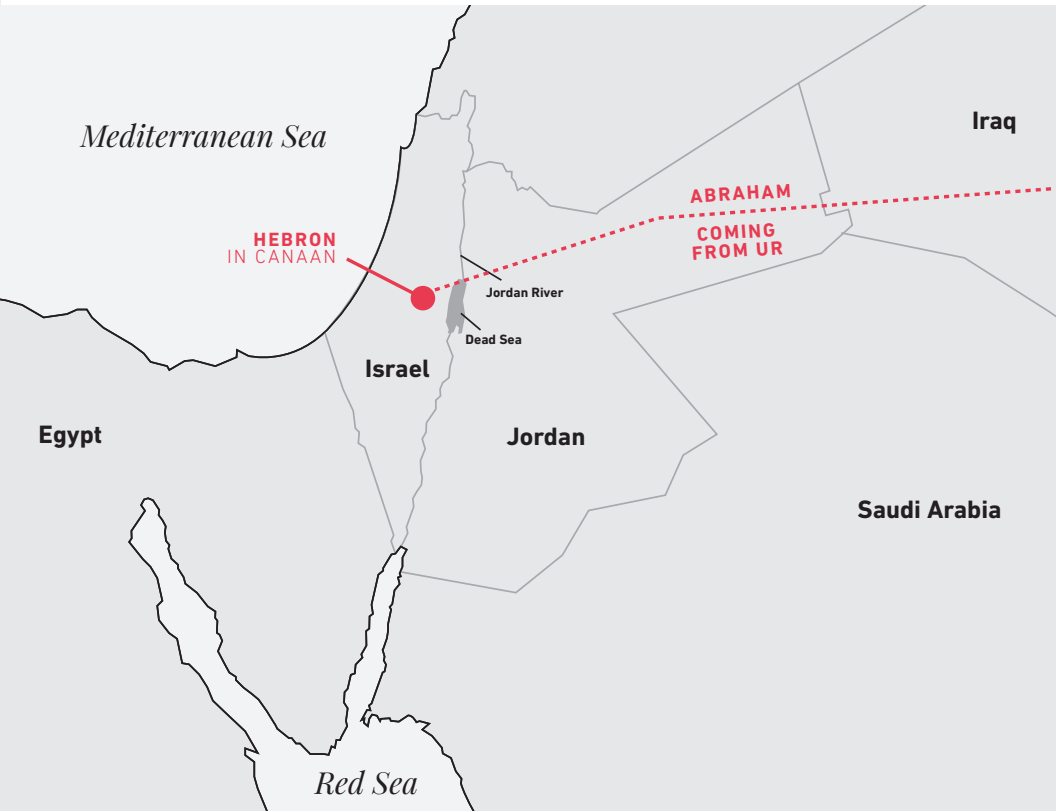 Mediterranean Sea
Iraq
ABRAHAM
COMING
FROM UR
HEBRON
IN CANAAN
Jordan River
Dead Sea
Israel
Egypt
Jordan
Saudi Arabia
Red Sea